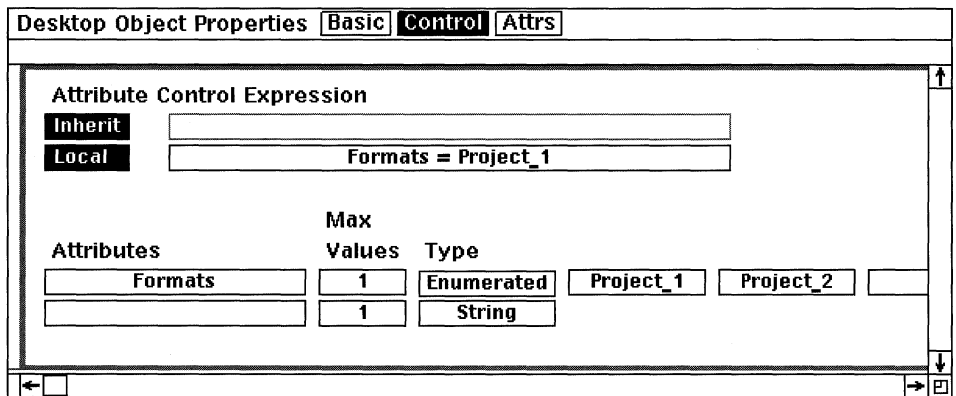 Desktop Object Properties Basic Control Attrs
Attribute Control Expression
Inherit
Local Formats = Project_1
Max
Attributes Values Type
Formats 1 Enumerated Project_1 Project_2
1 String